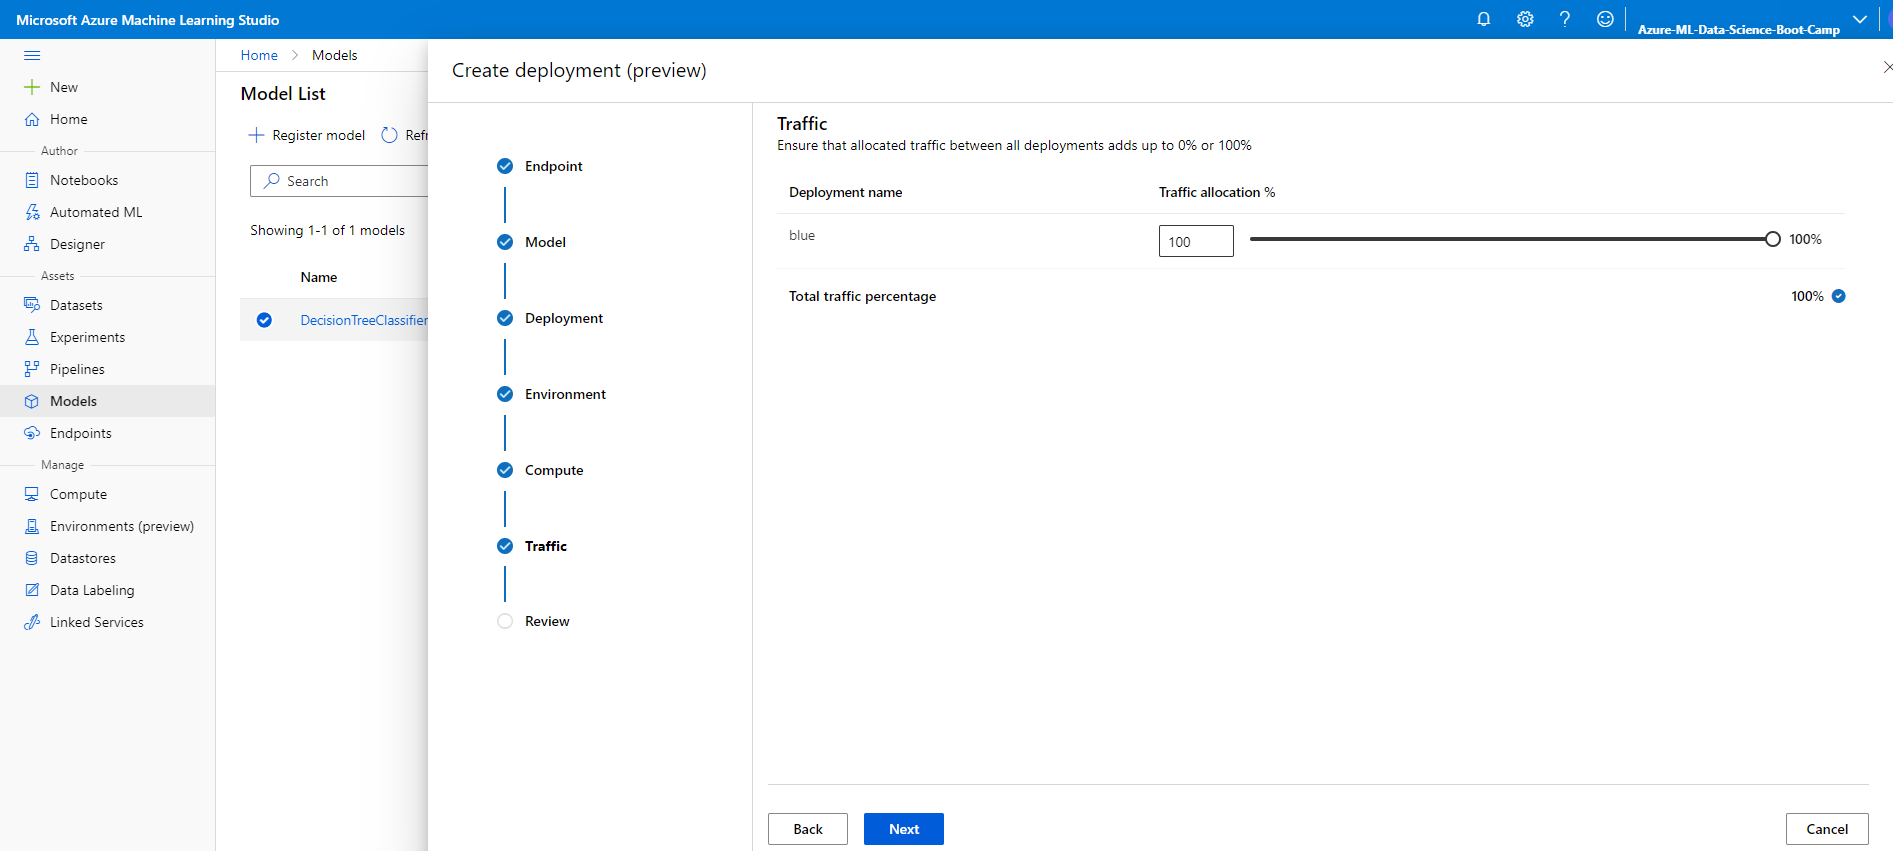 Microsoft Azure Machine Learning Studio
Azure-ML-Data-Science-Boot-Camp
New
Home
Author
Notebooks
Automated ML
Designer
Assets
Datasets
Experiments
Pipelines
Models
Endpoints
Manage
Compute
Environments (preview)
Datastores
Data Labeling
Linked Services
Home > Models
Model List
Register model Refr
Search
Showing 1-1 of 1 models
Name
DecisionTreeClassifier
Create deployment (preview)
Endpoint
Model
Deployment
Environment
Compute
Traffic
Review
Traffic
Ensure that allocated traffic between all deployments adds up to 0% or 100%
Deployment name Traffic allocation %
blue 100 100%
Total traffic percentage 100%
Back Next Cancel